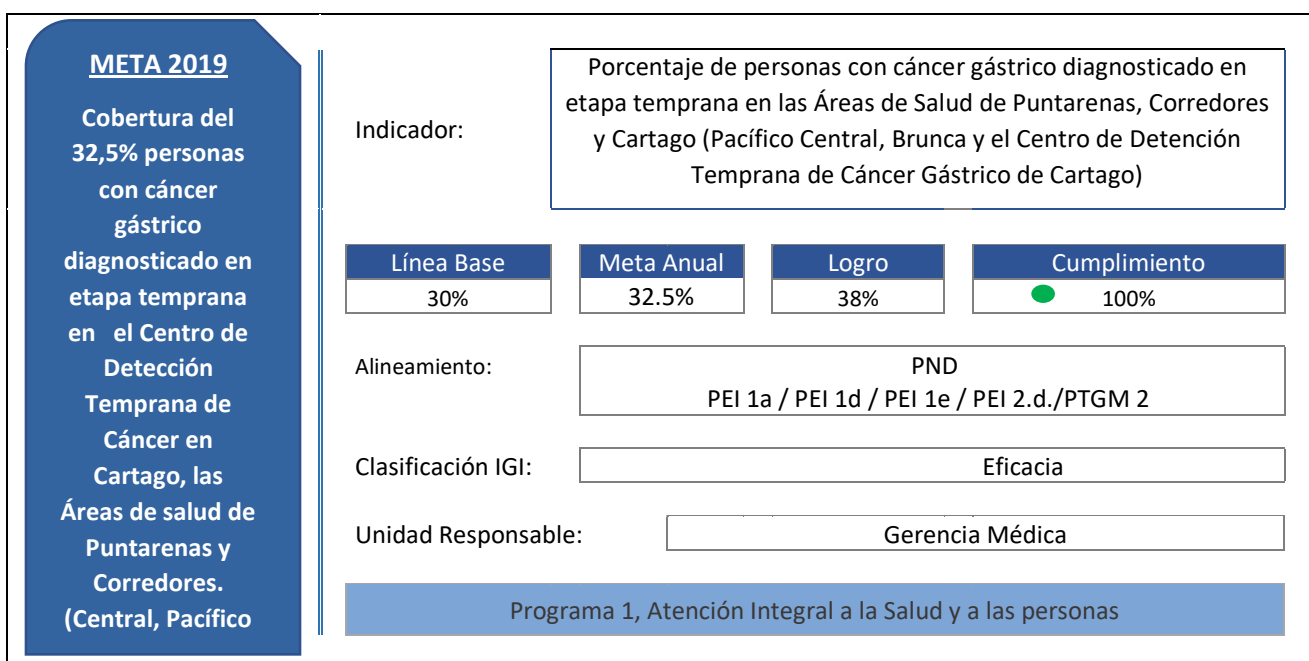 META 2019
Cobertura del
32,5% personas
con cáncer
gástrico
diagnosticado en
etapa temprana
en el Centro de
Detección
Temprana de
Cáncer en
Cartago, las
Áreas de salud de
Puntarenas y
Corredores.
(Central, Pacífico
Indicador:
Porcentaje de personas con cáncer gástrico diagnosticado en
etapa temprana en las Áreas de Salud de Puntarenas, Corredores
y Cartago (Pacífico Central, Brunca y el Centro de Detención
Temprana de Cáncer Gástrico de Cartago)
Línea Base Meta Anual Logro Cumplimiento
30% 32.5% 38% 100%
Alineamiento:
PND
PEI 1a / PEI 1d / PEI 1e / PEI 2.d./PTGM 2
Clasificación IGI: Eficacia
Unidad Responsable: Gerencia Médica
Programa 1, Atención Integral a la Salud y a las personas